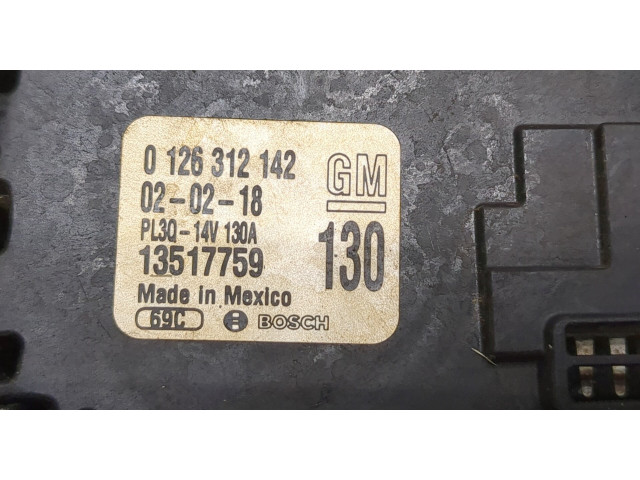 0 126 312 142
GM
02-02-18
PL3Q-14V 130A
130
13517759
Made in Mexico
69C BOSCH